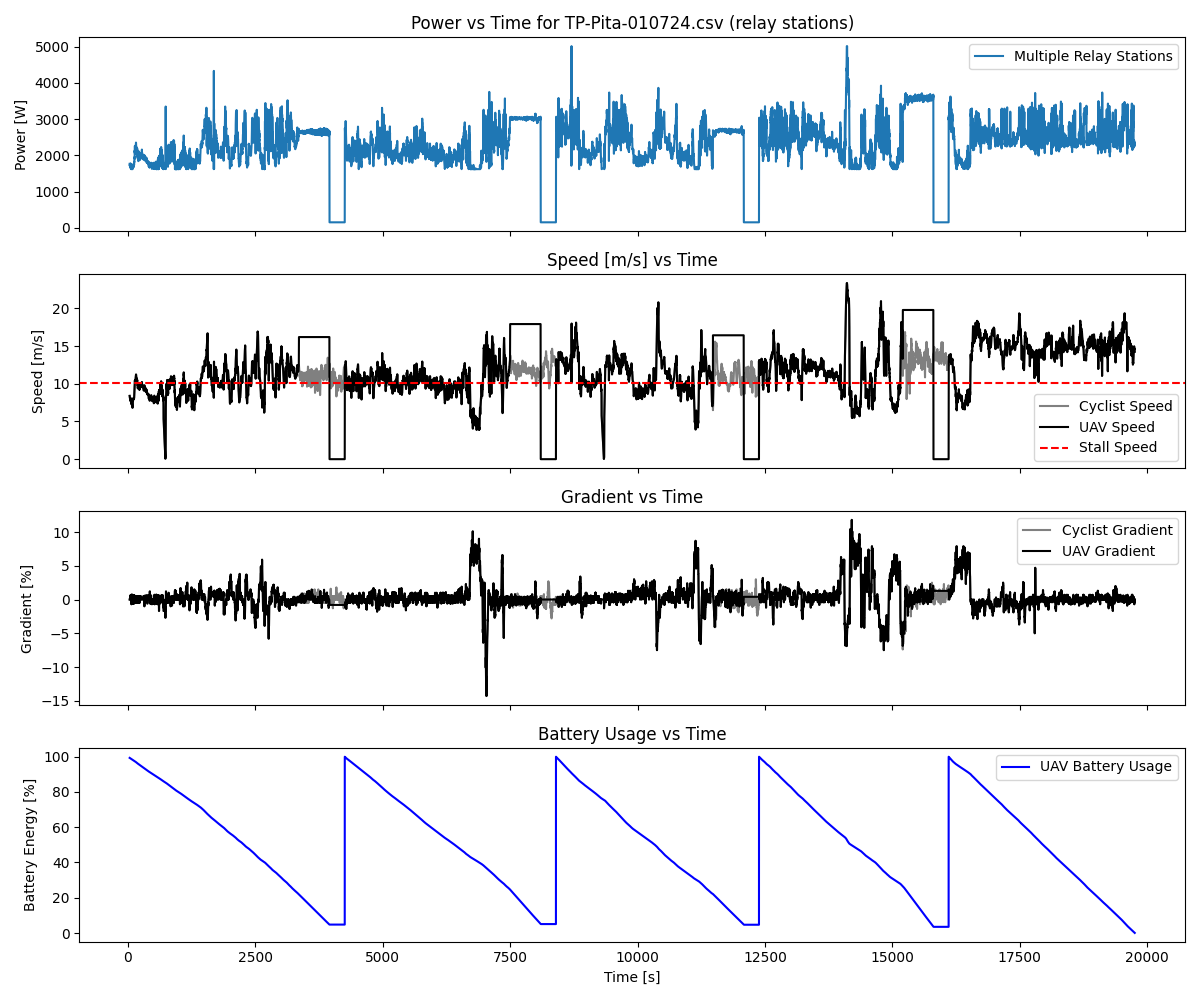 Power vs Time for TP-Pita-010724.csv (relay stations)
5000
4000
3000
2000
1000
0
Power [W]
Multiple Relay Stations
Speed [m/s] vs Time
20
15
10
5
0
Speed [m/s]
Cyclist Speed
UAV Speed
Stall Speed
Gradient vs Time
10
5
0
−5
−10
−15
Gradient [%]
Cyclist Gradient
UAV Gradient
Battery Usage vs Time
100
80
60
40
20
0
Battery Energy [%]
UAV Battery Usage
0 2500 5000 7500 10000 12500 15000 17500 20000
Time [s]